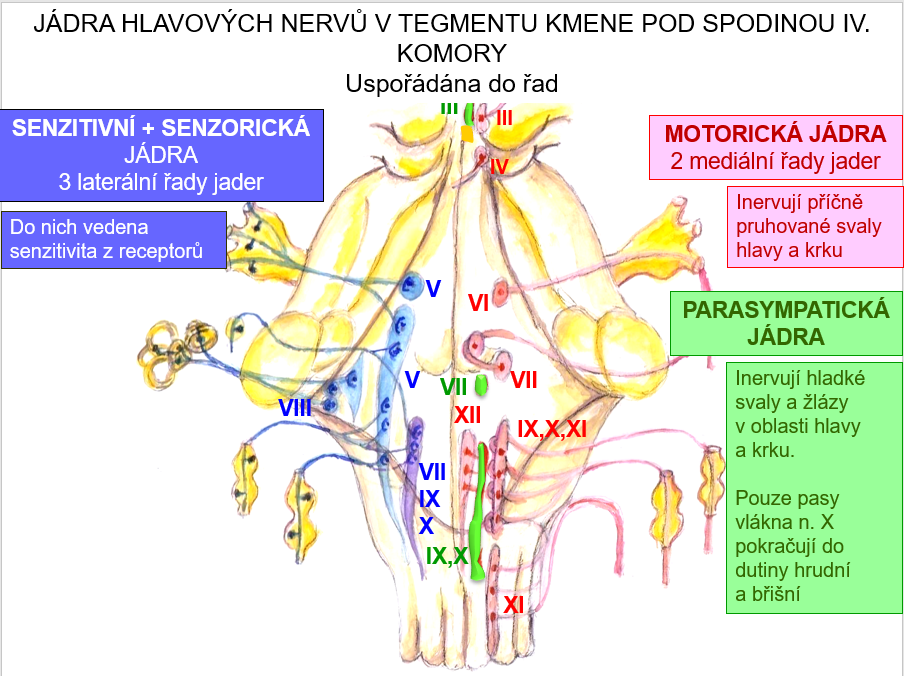 JÁDRA HLAVOVÝCH NERVŮ V TEGMENTU KMENE POD SPODINOU IV.
KOMORY
Uspořádána do řad
SENZITIVNÍ + SENZORICKÁ
JÁDRA
3 laterální řady jader
Do nich vedena
senzitivita z receptorů
III
III
IV
V
VI
V
VII
VII
VIII
XII
IX,X,XI
VII
IX
X
IX,X
XI
MOTORICKÁ JÁDRA
2 mediální řady jader
Inervují příčně
pruhované svaly
hlavy a krku
PARASYMPATICKÁ
JÁDRA
Inervují hladké
svaly a žlázy
v oblasti hlavy
a krku.
Pouze pasy
vlákna n. X
pokračují do
dutiny hrudní
a břišní